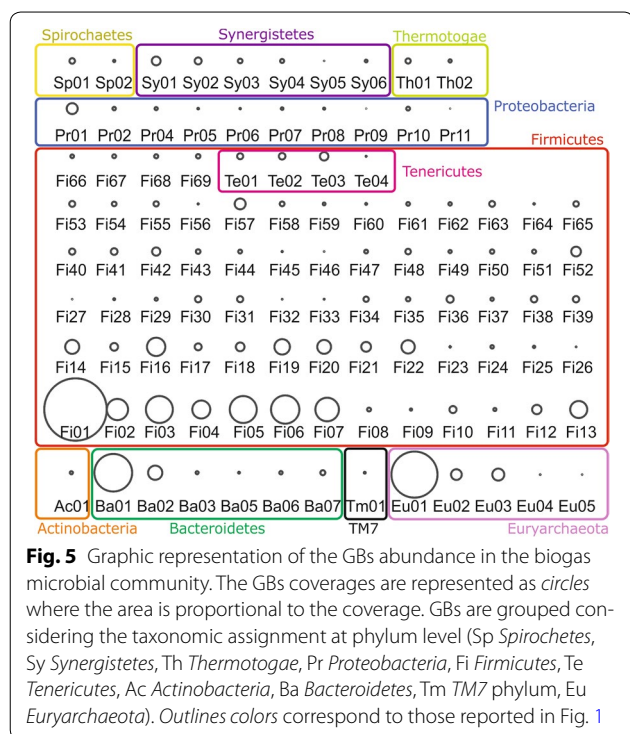 Spirochaetes Synergistetes Thermotogae
Sp01 Sp02 Sy01 Sy02 Sy03 Sy04 Sy05 Sy06 Th01 Th02
Proteobacteria
Pr01 Pr02 Pr04 Pr05 Pr06 Pr07 Pr08 Pr09 Pr10 Pr11
Firmicutes
Fi66 Fi67 Fi68 Fi69 Te01 Te02 Te03 Te04 Tenericutes
Fi53 Fi54 Fi55 Fi56 Fi57 Fi58 Fi59 Fi60 Fi61 Fi62 Fi63 Fi64 Fi65
Fi40 Fi41 Fi42 Fi43 Fi44 Fi45 Fi46 Fi47 Fi48 Fi49 Fi50 Fi51 Fi52
Fi27 Fi28 Fi29 Fi30 Fi31 Fi32 Fi33 Fi34 Fi35 Fi36 Fi37 Fi38 Fi39
Fi14 Fi15 Fi16 Fi17 Fi18 Fi19 Fi20 Fi21 Fi22 Fi23 Fi24 Fi25 Fi26
Fi01 Fi02 Fi03 Fi04 Fi05 Fi06 Fi07 Fi08 Fi09 Fi10 Fi11 Fi12 Fi13
Ac01 Ba01 Ba02 Ba03 Ba05 Ba06 Ba07 Tm01 Eu01 Eu02 Eu03 Eu04 Eu05
Actinobacteria Bacteroidetes TM7 Euryarchaeota
Fig. 5 Graphic representation of the GBs abundance in the biogas
microbial community. The GBs coverages are represented as circles
where the area is proportional to the coverage. GBs are grouped con-
sidering the taxonomic assignment at phylum level (Sp Spirochetes,
Sy Synergistetes, Th Thermotogae, Pr Proteobacteria, Fi Firmicutes, Te
Tenericutes, Ac Actinobacteria, Ba Bacteroidetes, Tm TM7 phylum, Eu
Euryarchaeota). Outlines colors correspond to those reported in Fig. 1